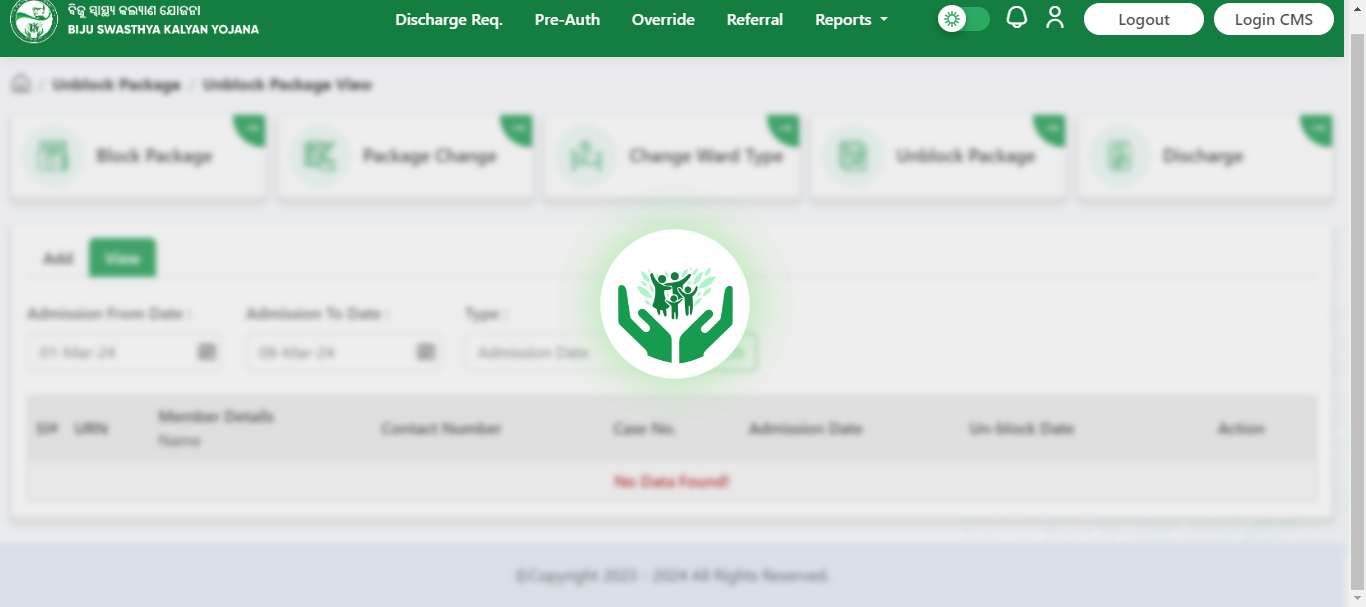 ବିଜୁ ସ୍ୱାସ୍ଥ୍ୟ କଲ୍ୟାଣ ଯୋଜନା
BIJU SWASTHYA KALYAN YOJANA
Discharge Req. Pre-Auth Override Referral Reports Logout Login CMS
/ Unblock Package / Unblock Package View
Block Package Package Change Change Ward Type Unblock Package Discharge
Add View
Admission From Date : Admission To Date : Type :
01-Mar-24 08-Mar-24 Admission Date
Sl# URN Member Details Contact Number Case No. Admission Date Un-block Date Action
Name
No Data Found!
©Copyright 2023 - 2024 All Rights Reserved.